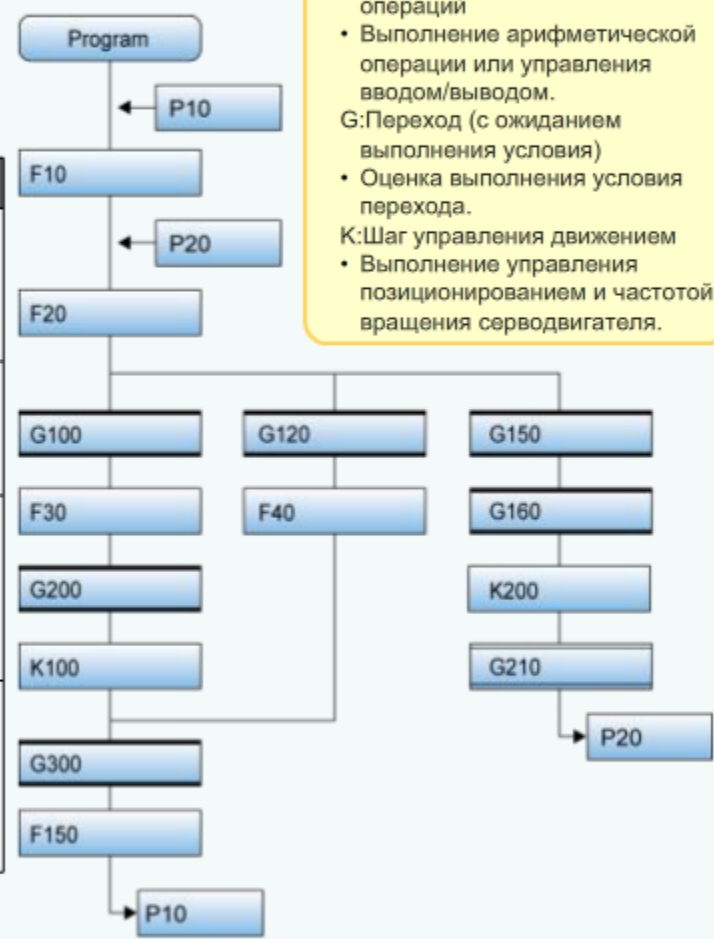 операции
• Выполнение арифметической
операции или управления
вводом/выводом.
G:Переход (с ожиданием
выполнения условия)
• Оценка выполнения условия
перехода.
K:Шаг управления движением
• Выполнение управления
позиционированием и частотой
вращения серводвигателя.
Program
P10
F10
P20
F20
G100
G120
G150
F30
F40
G160
G200
K200
K100
G210
P20
G300
F150
P10